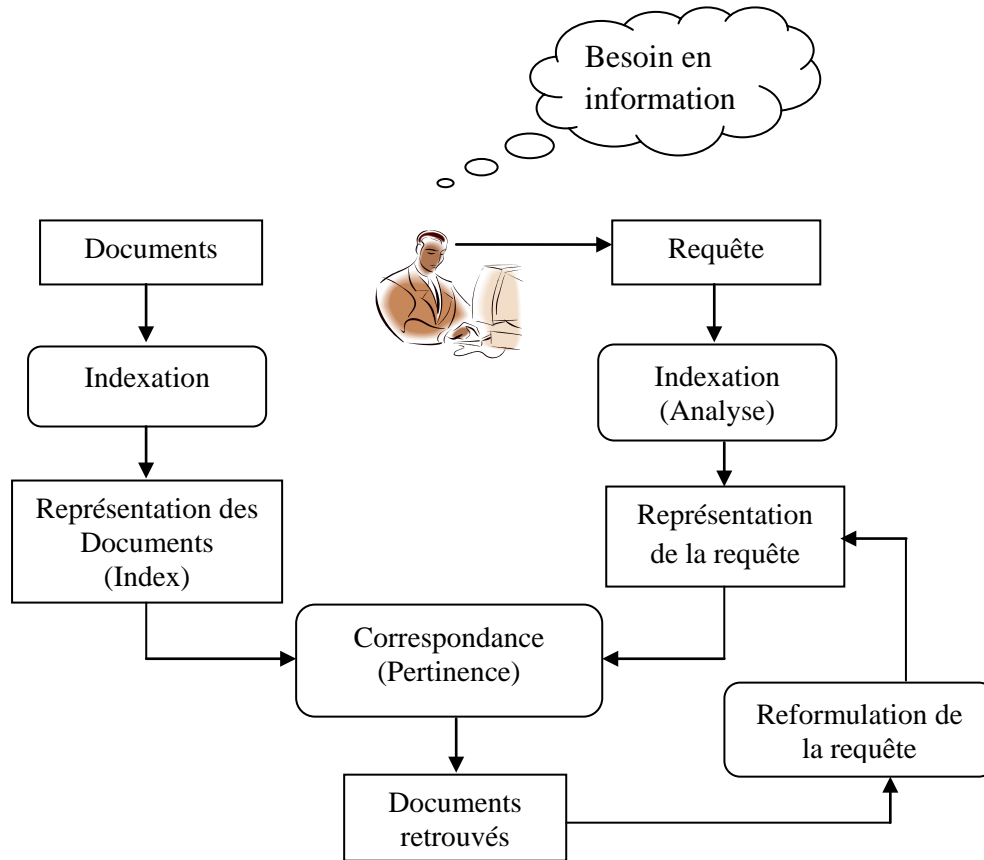 Besoin en
information
Documents
Requête
Indexation
Indexation
(Analyse)
Représentation des
Documents
(Index)
Représentation
de la requête
Correspondance
(Pertinence)
Reformulation de
la requête
Documents
retrouvés